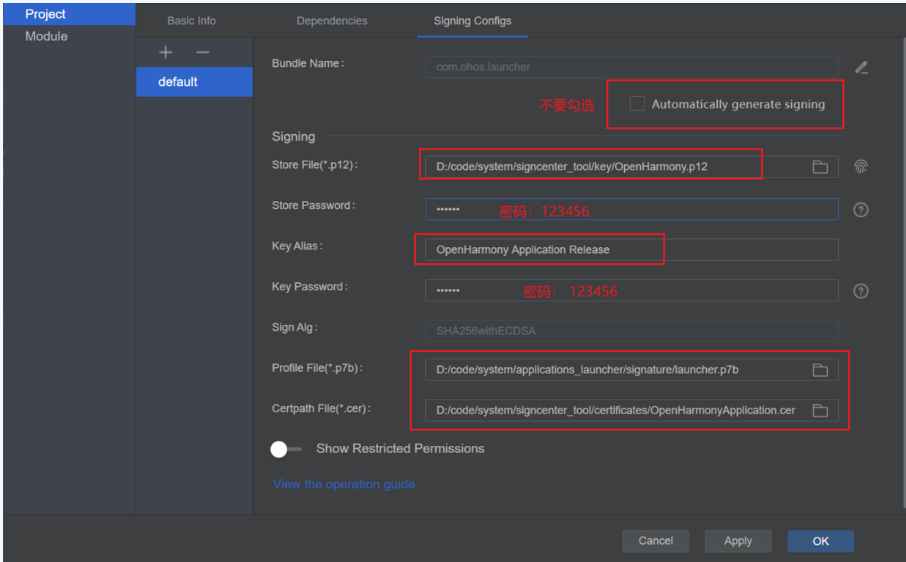 Project
Module
Basic Info
Dependencies
Signing Configs
default
Bundle Name:
com.ohos.launcher
不要勾选
Automatically generate signing
Signing
Store File(*.p12):
D:/code/system/signcenter_tool/key/OpenHarmony.p12
Store Password:
••••••
密码：123456
Key Alias:
OpenHarmony Application Release
Key Password:
••••••
密码： 123456
Sign Alg:
SHA256withECDSA
Profile File(*.p7b):
D:/code/system/applications_launcher/signature/launcher.p7b
Certpath File(*.cer):
D:/code/system/signcenter_tool/certificates/OpenHarmonyApplication.cer
Show Restricted Permissions
View the operation guide
Cancel
Apply
OK